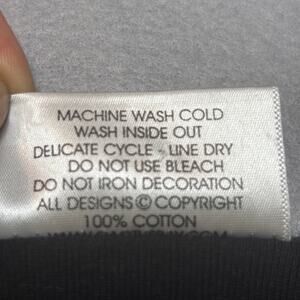 MACHINE WASH COLD
WASH INSIDE OUT
DELICATE CYCLE - LINE DRY
DO NOT USE BLEACH
DO NOT IRON DECORATION
ALL DESIGNS © COPYRIGHT
100% COTTON